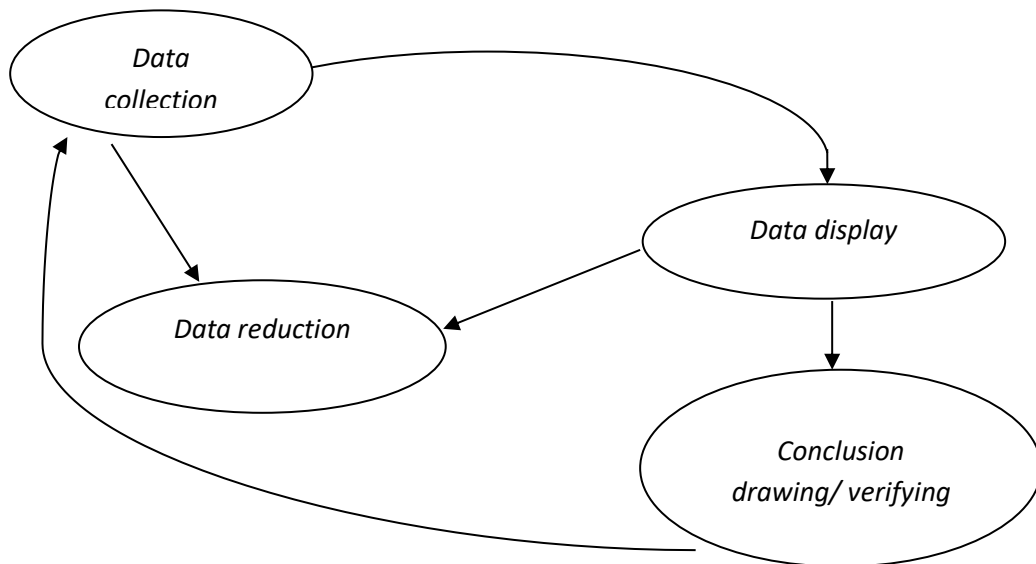 Data
collection
Data display
Data reduction
Conclusion
drawing/ verifying